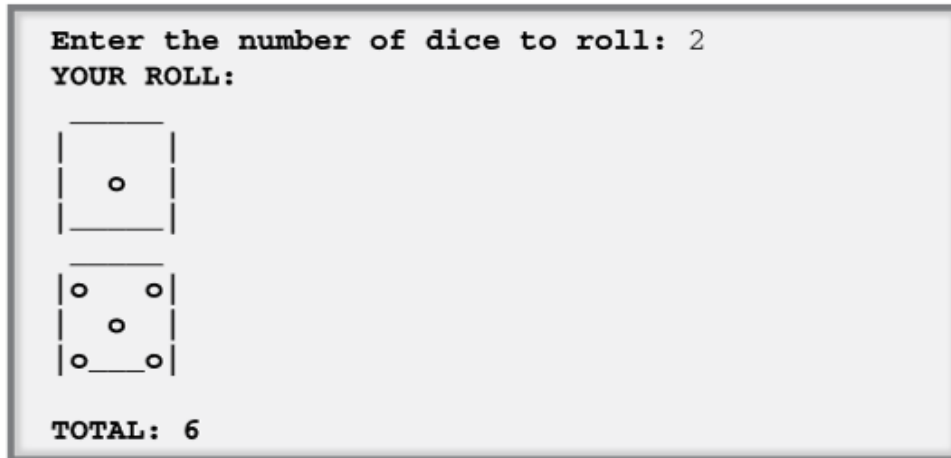 Enter the number of dice to roll: 2
YOUR ROLL:
 _____
|     |
|  o  |
|_____|
 _____
|o   o|
|  o  |
|o___o|
TOTAL: 6